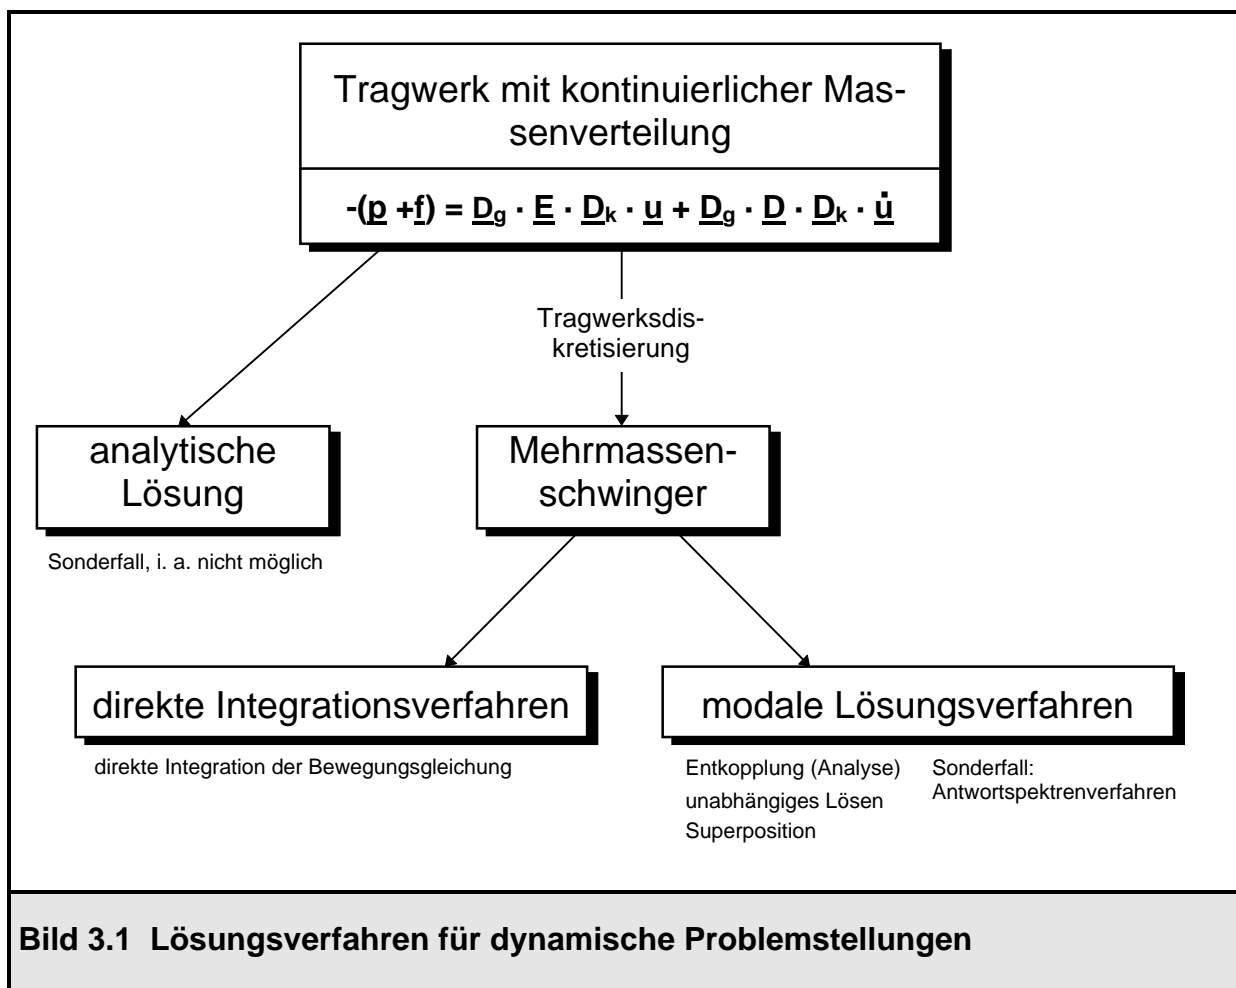 Tragwerk mit kontinuierlicher Mas-
senverteilung
-(p +f) = Dg · E · Dk · u + Dg · D · Dk · u̇
Tragwerksdis-
kretisierung
analytische
Lösung
Mehrmassen-
schwinger
Sonderfall, i. a. nicht möglich
direkte Integrationsverfahren
modale Lösungsverfahren
direkte Integration der Bewegungsgleichung
Entkopplung (Analyse)
unabhängiges Lösen
Superposition
Sonderfall:
Antwortspektrenverfahren
Bild 3.1 Lösungsverfahren für dynamische Problemstellungen